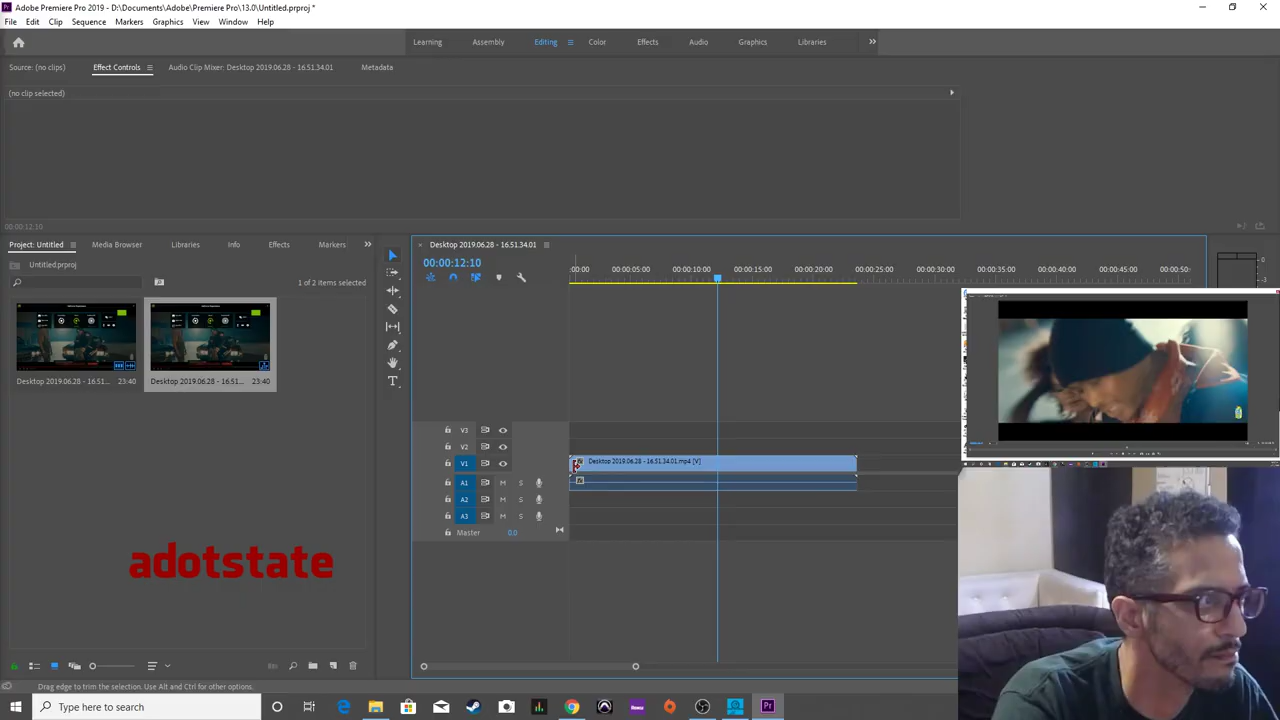 Adobe Premiere Pro 2019 - D:\Documents\Adobe\Premiere Pro\13.0\Untitled.prproj *
File Edit Clip Sequence Markers Graphics View Window Help
Learning Assembly Editing Color Effects Audio Graphics Libraries
Source: (no clips) Effect Controls Audio Clip Mixer: Desktop 2019.06.28 - 16.51.34.01 Metadata
(no clip selected)
00:00:12:10
Project: Untitled Media Browser Libraries Info Effects Markers
Untitled.prproj
1 of 2 items selected
Desktop 2019.06.28 - 16.51... 23:40 Desktop 2019.06.28 - 16.51... 23:40
Desktop 2019.06.28 - 16.51.34.01
00:00:12:10
:00:00 00:00:05:00 00:00:10:00 00:00:15:00 00:00:20:00 00:00:25:00 00:00:30:00 00:00:35:00 00:00:40:00 00:00:45:00 00:00:50:
0
-3
V3
V2
V1 Desktop 2019.06.28 - 16.51.34.01.mp4 [V]
A1 M S
A2 M S
A3 M S
Master 0.0
adotstate
Drag edge to trim the selection. Use Alt and Ctrl for other options.
Type here to search
Roku
Pr